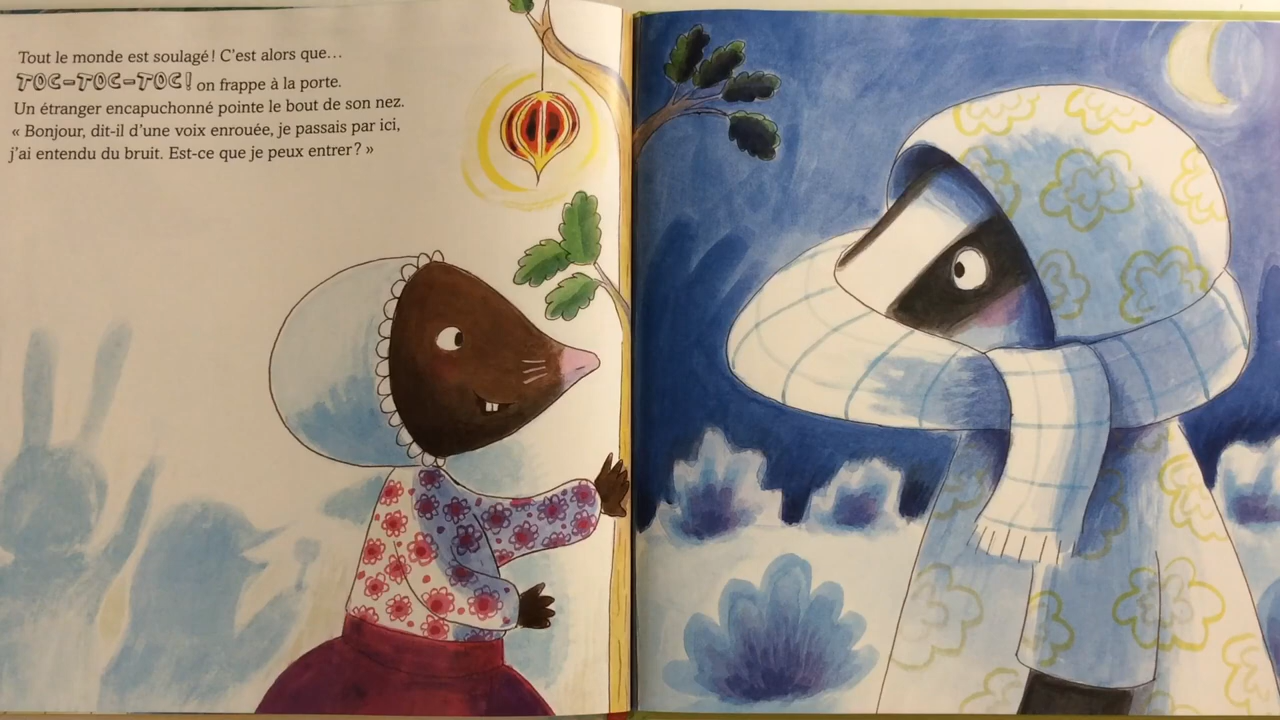 Tout le monde est soulagé ! C'est alors que...
TOC-TOC-TOC ! on frappe à la porte.
Un étranger encapuchonné pointe le bout de son nez.
« Bonjour, dit-il d'une voix enrouée, je passais par ici,
j'ai entendu du bruit. Est-ce que je peux entrer ? »